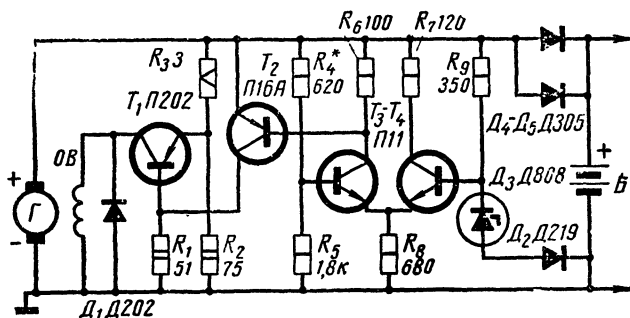 R₆100
R₇120
R₃3
T₂
П16А
R₄*
620
R₉
350
T₁П202
T₃-T₄
П11
Д₄-Д₅Д305
ОВ
Д₃Д808
+
Б
+
Г
-
R₁
51
R₂
75
R₅
1,8к
R₈
680
Д₂Д219
Д₁Д202